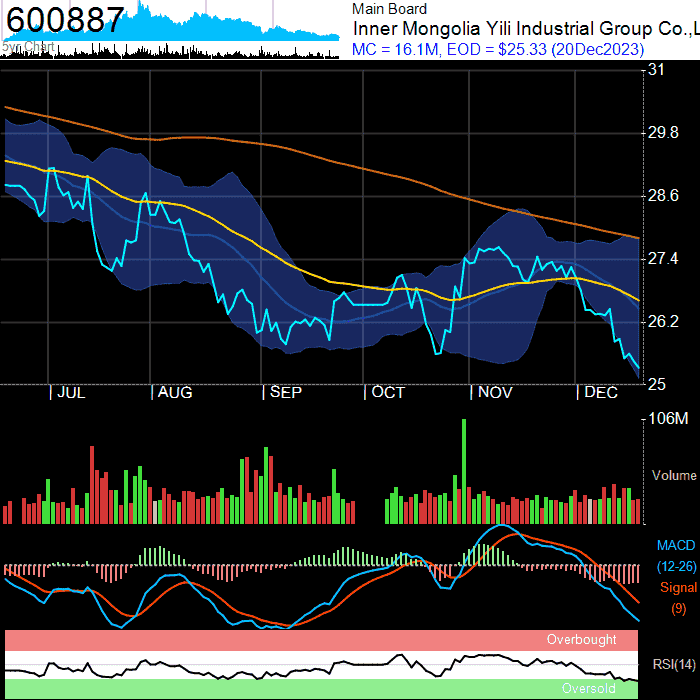 600887
5yr Chart
Main Board
Inner Mongolia Yili Industrial Group Co.,L
MC = 16.1M, EOD = $25.33 (20Dec2023)
31
29.8
28.6
27.4
26.2
25
JUL
AUG
SEP
OCT
NOV
DEC
106M
Volume
MACD
(12-26)
Signal
(9)
Overbought
RSI(14)
Oversold